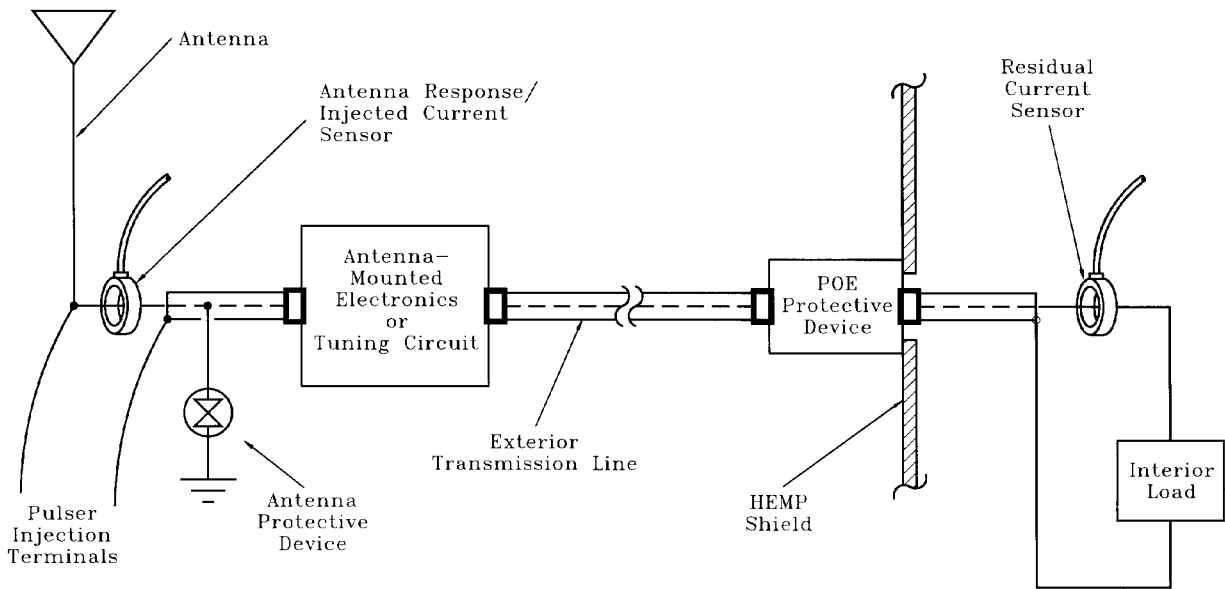 Antenna
Antenna Response/
Injected Current
Sensor
Residual
Current
Sensor
Antenna-
Mounted
Electronics
or
Tuning Circuit
POE
Protective
Device
Exterior
Transmission Line
HEMP
Shield
Interior
Load
Pulser
Injection
Terminals
Antenna
Protective
Device